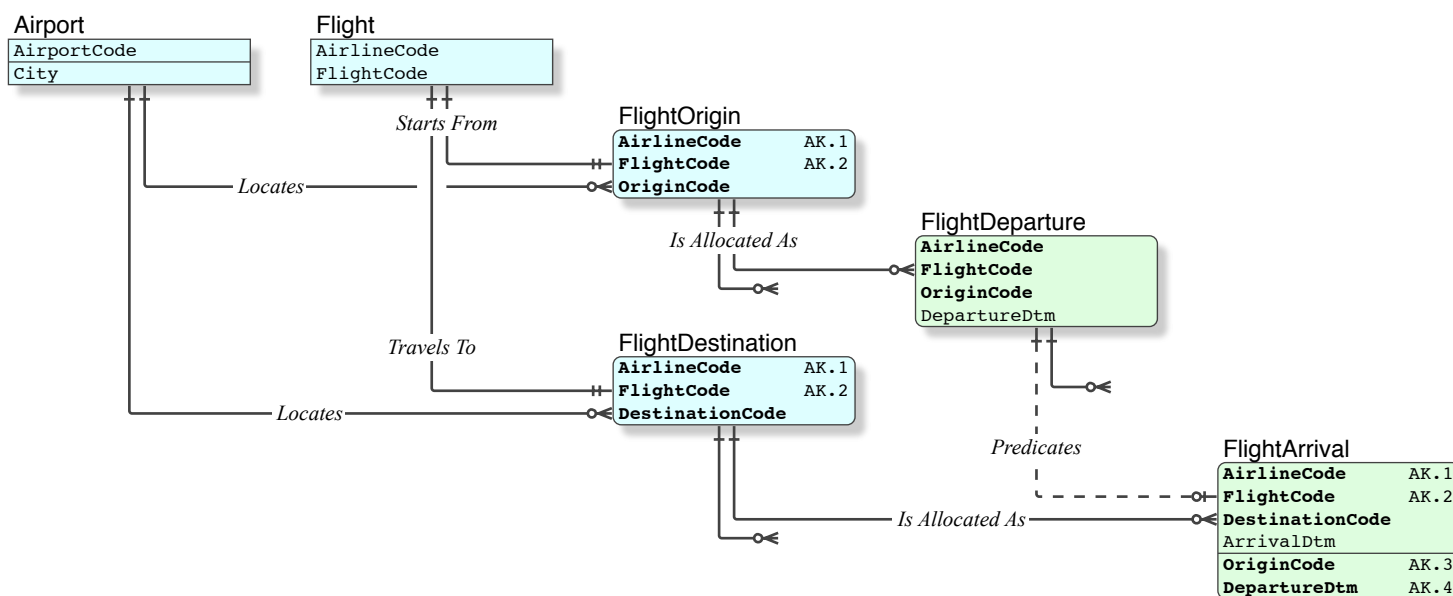 Airport
AirportCode
City
Flight
AirlineCode
FlightCode
Starts From
Locates
FlightOrigin
AirlineCode AK.1
FlightCode AK.2
OriginCode
Is Allocated As
FlightDeparture
AirlineCode
FlightCode
OriginCode
DepartureDtm
Travels To
Locates
FlightDestination
AirlineCode AK.1
FlightCode AK.2
DestinationCode
Predicates
Is Allocated As
FlightArrival
AirlineCode AK.1
FlightCode AK.2
DestinationCode
ArrivalDtm
OriginCode AK.3
DepartureDtm AK.4